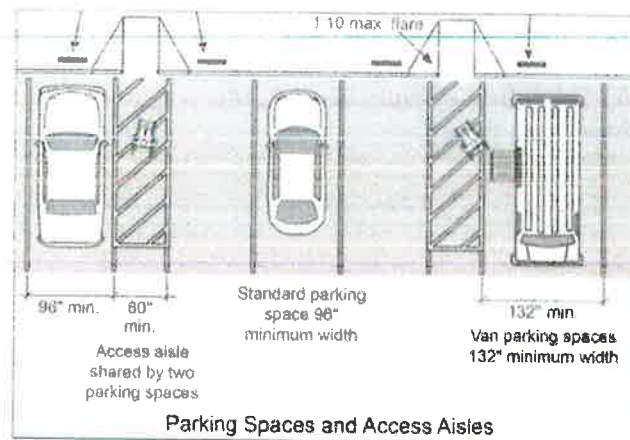 1:10 max flare
96" min.
60"
min.
Access aisle
shared by two
parking spaces
Standard parking
space 96"
minimum width
132" min.
Van parking spaces
132" minimum width
Parking Spaces and Access Aisles